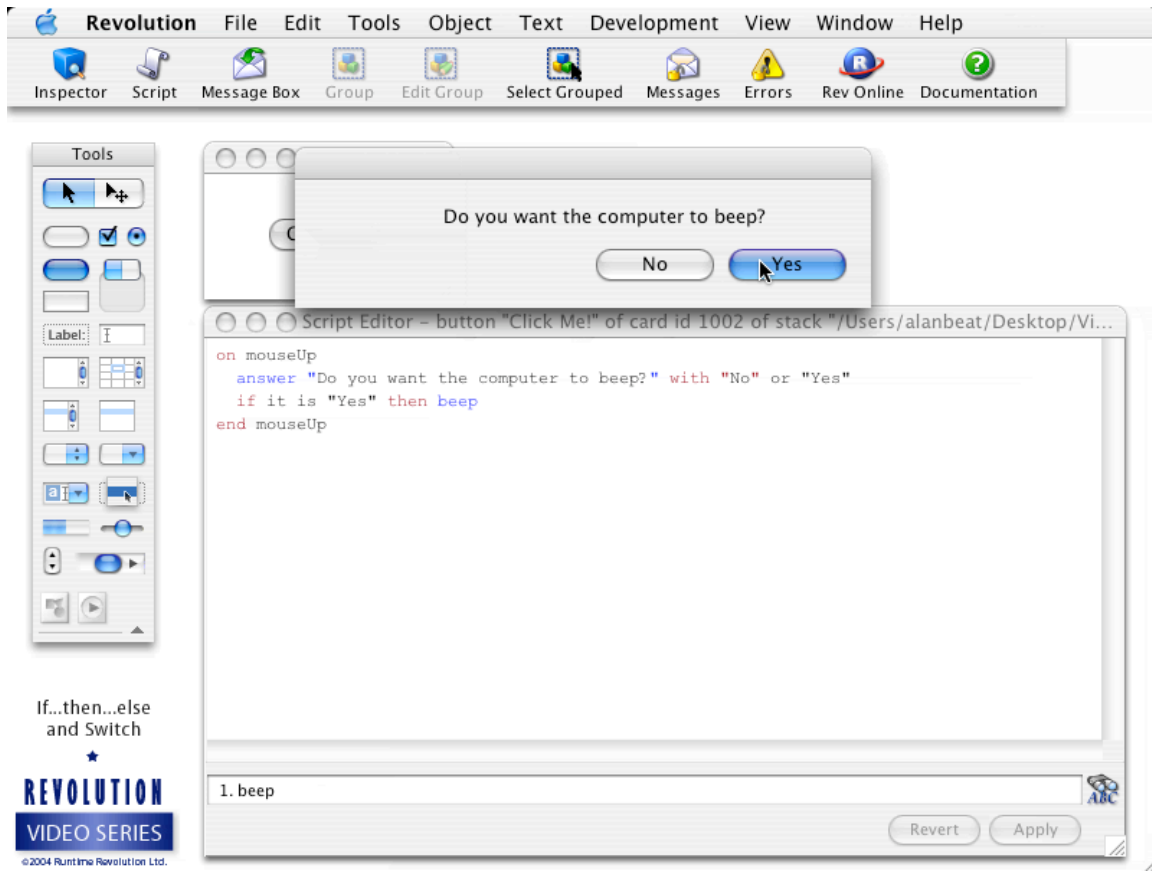 Revolution File Edit Tools Object Text Development View Window Help
Inspector Script Message Box Group Edit Group Select Grouped Messages Errors Rev Online Documentation
Tools
Label:
a
Do you want the computer to beep?
No Yes
C
Script Editor – button "Click Me!" of card id 1002 of stack "/Users/alanbeat/Desktop/Vi...
on mouseUp
answer "Do you want the computer to beep?" with "No" or "Yes"
if it is "Yes" then beep
end mouseUp
If...then...else
and Switch
REVOLUTION
VIDEO SERIES
©2004 Runtime Revolution Ltd.
1. beep
ABC
Revert Apply